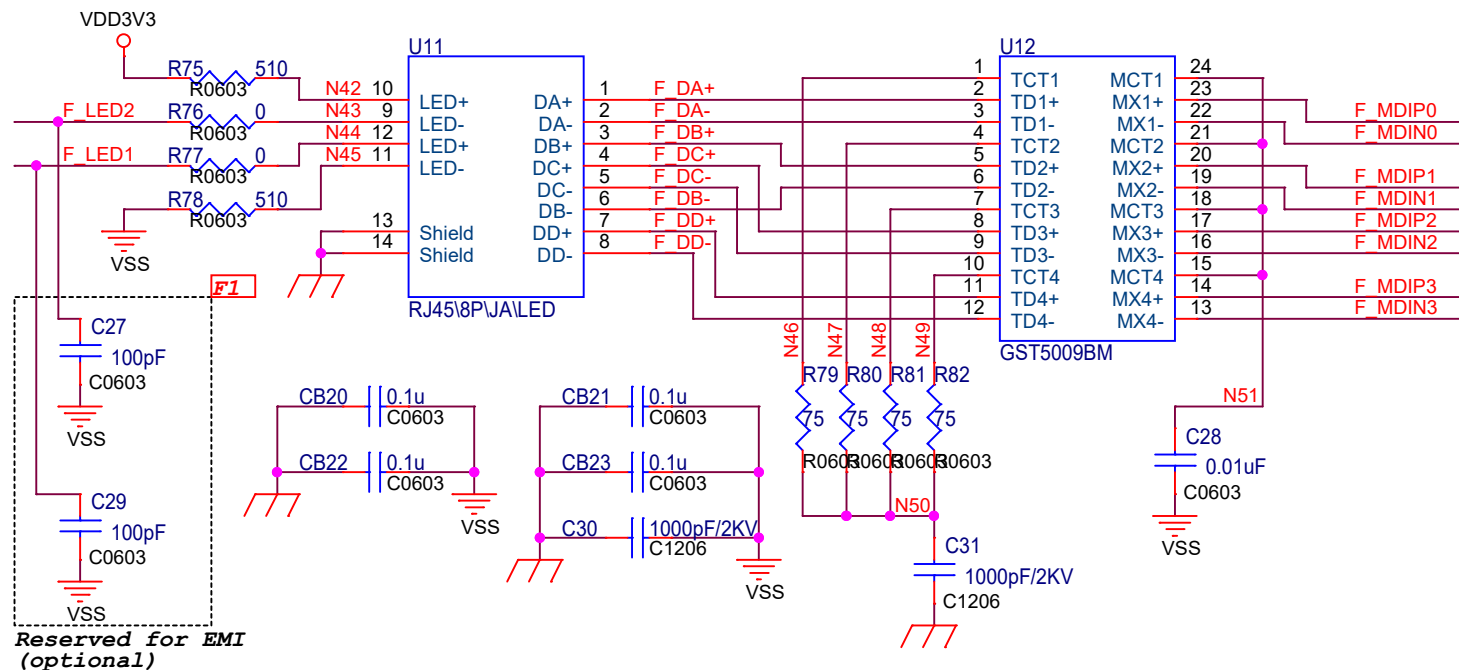 VDD3V3
R75 510
R0603
F_LED2
R76 0
R0603
F_LED1
R77 0
R0603
R78 510
R0603
VSS
N42
N43
N44
N45
U11
10 LED+
9 LED-
12 LED+
11 LED-
13 Shield
14 Shield
DA+ 1 F_DA+
DA- 2 F_DA-
DB+ 3 F_DB+
DC+ 4 F_DC+
DC- 5 F_DC-
DB- 6 F_DB-
DD+ 7 F_DD+
DD- 8 F_DD-
RJ45\8P\JA\LED
U12
1 TCT1
2 TD1+
3 TD1-
4 TCT2
5 TD2+
6 TD2-
7 TCT3
8 TD3+
9 TD3-
10 TCT4
11 TD4+
12 TD4-
MCT1 24
MX1+ 23 F_MDIP0
MX1- 22 F_MDIN0
MCT2 21
MX2+ 20 F_MDIP1
MX2- 19 F_MDIN1
MCT3 18
MX3+ 17 F_MDIP2
MX3- 16 F_MDIN2
MCT4 15
MX4+ 14 F_MDIP3
MX4- 13 F_MDIN3
GST5009BM
F1
C27
100pF
C0603
VSS
C29
100pF
C0603
VSS
Reserved for EMI
(optional)
CB20 0.1u
C0603
CB22 0.1u
C0603
VSS
CB21 0.1u
C0603
CB23 0.1u
C0603
C30 1000pF/2KV
C1206
VSS
N46
N47
N48
N49
R79 R80 R81 R82
75 75 75 75
R0603 R0603 R0603 R0603
N50
C31
1000pF/2KV
C1206
N51
C28
0.01uF
C0603
VSS